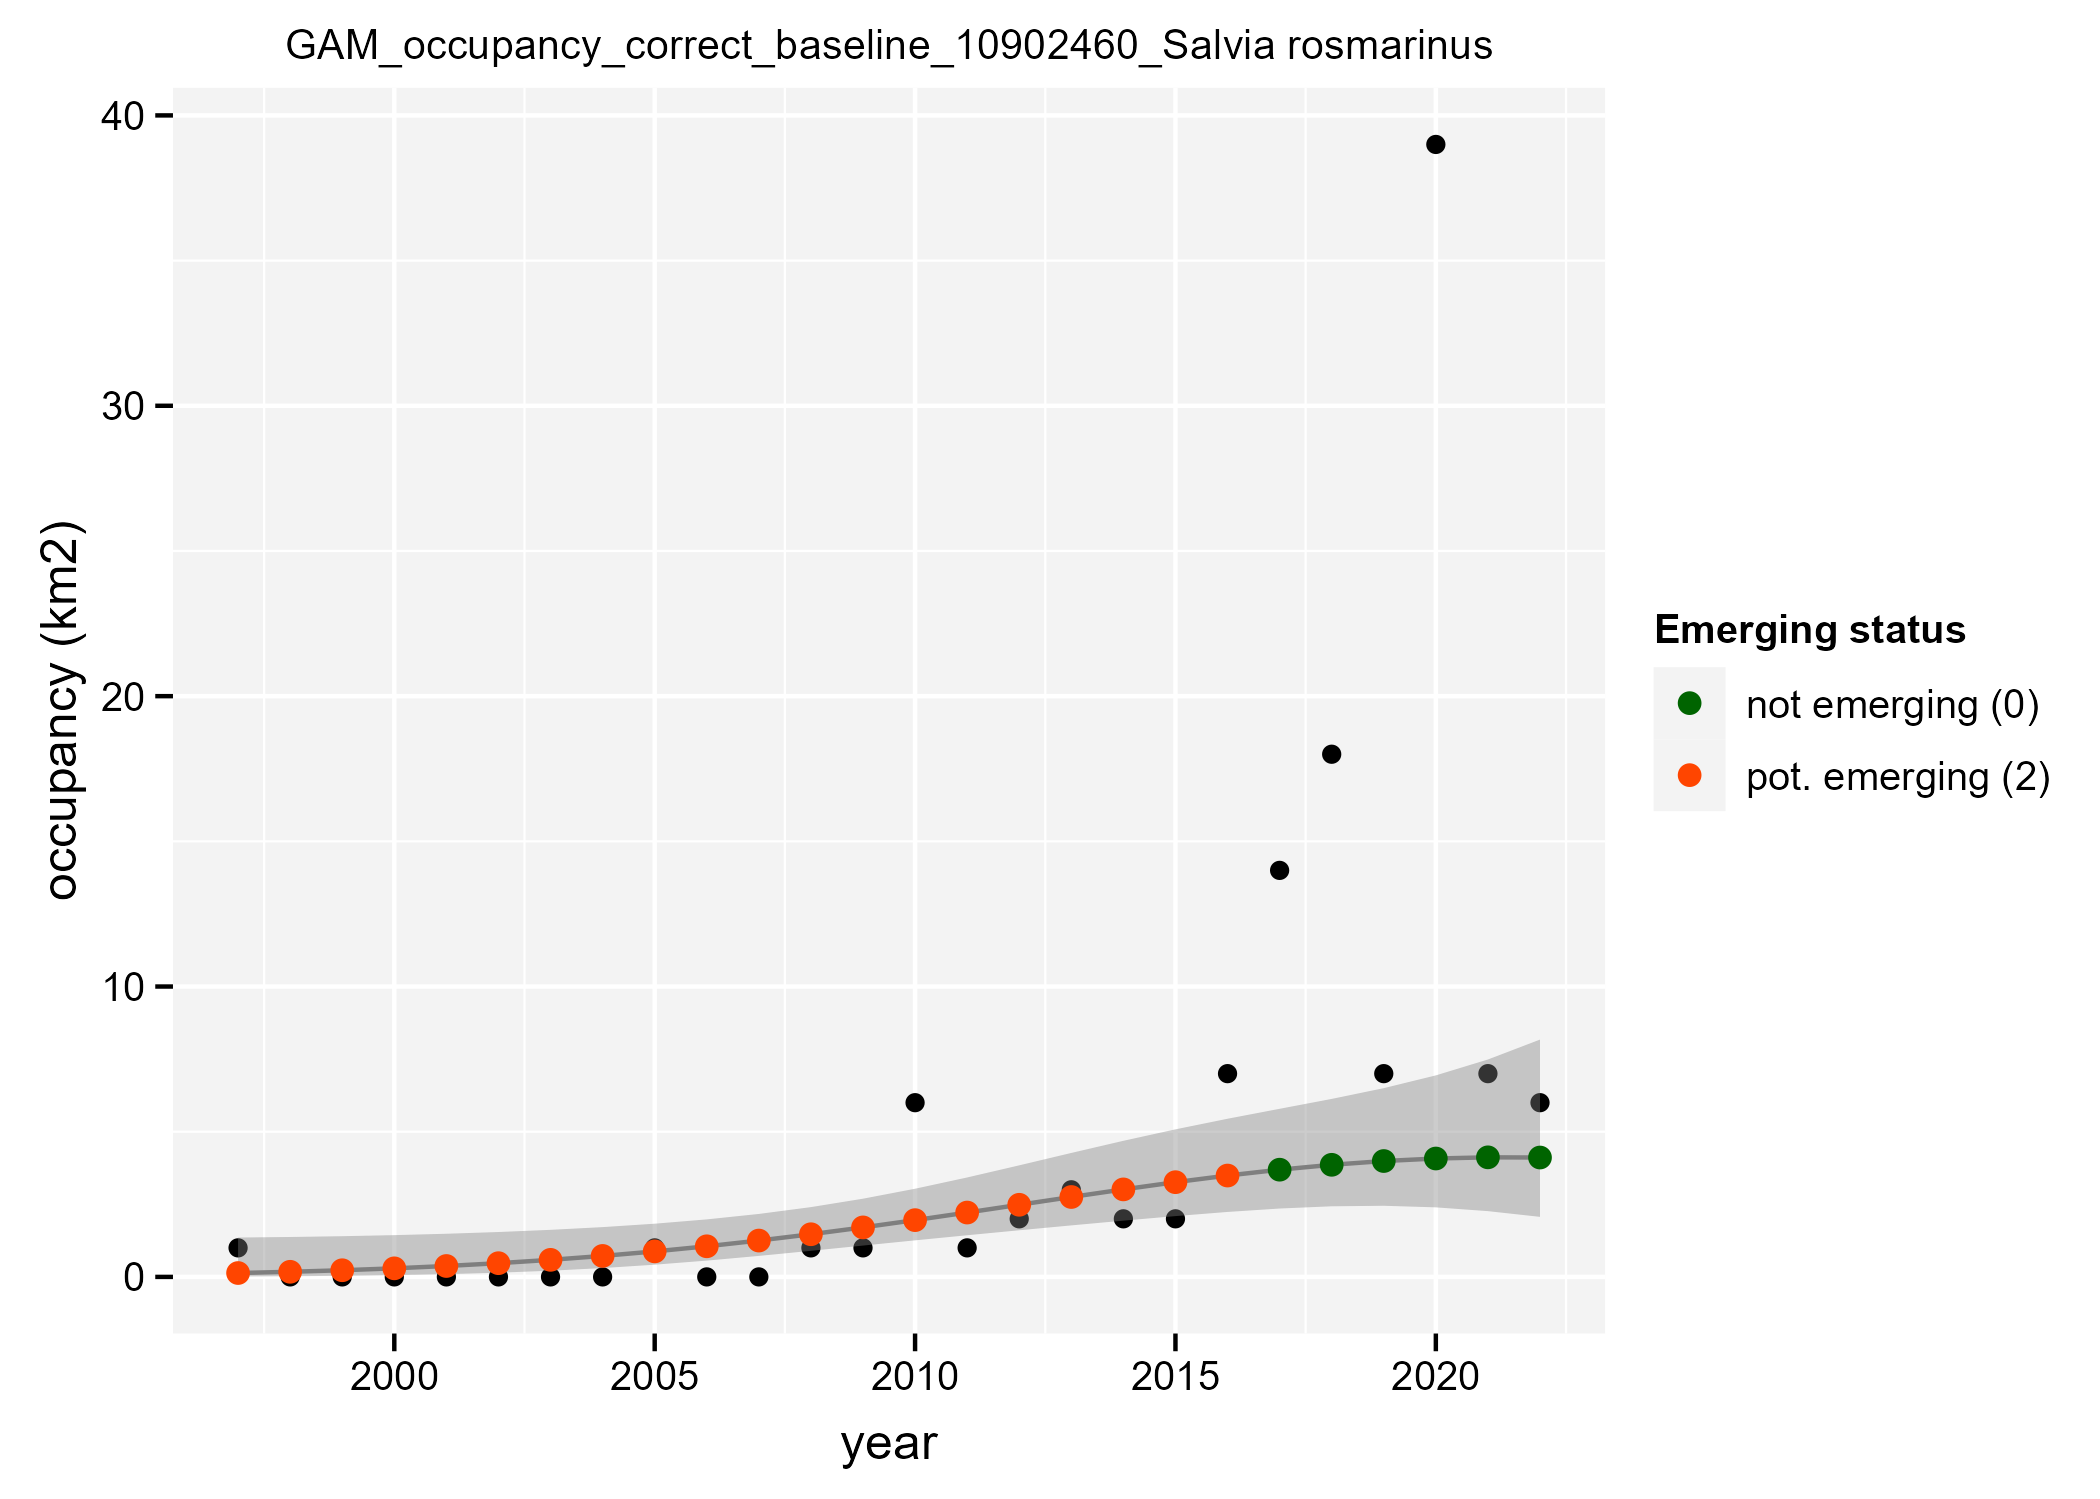 GAM_occupancy_correct_baseline_10902460_Salvia rosmarinus
40
30
20
10
0
occupancy (km2)
2000 2005 2010 2015 2020
year
Emerging status
not emerging (0)
pot. emerging (2)